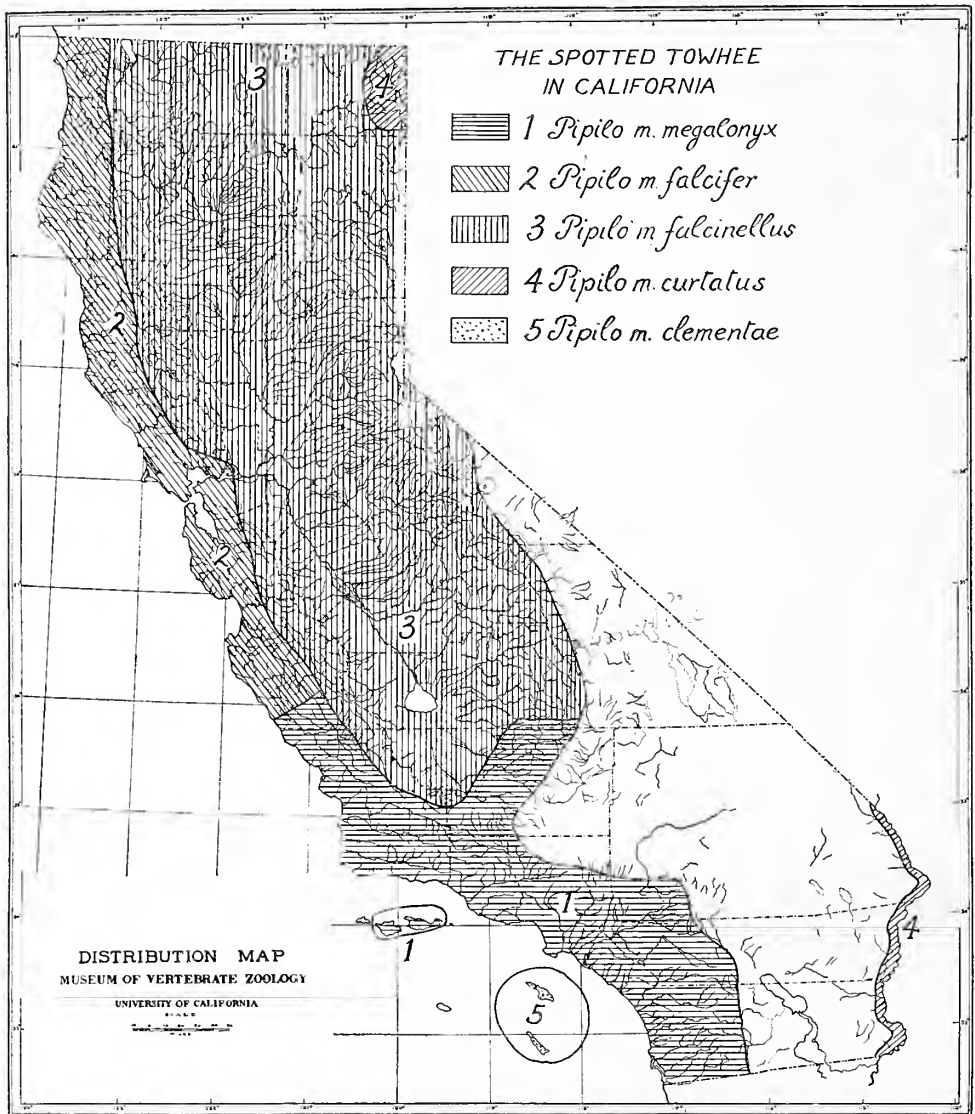 THE SPOTTED TOWHEE
IN CALIFORNIA
1 Pipilo m. megalonyx
2 Pipilo m. falcifer
3 Pipilo m falcinellus
4 Pipilo m. curtatus
5 Pipilo m. clementae
3
4
2
2
3
1
1
4
5
DISTRIBUTION MAP
MUSEUM OF VERTEBRATE ZOOLOGY
UNIVERSITY OF CALIFORNIA
SCALE